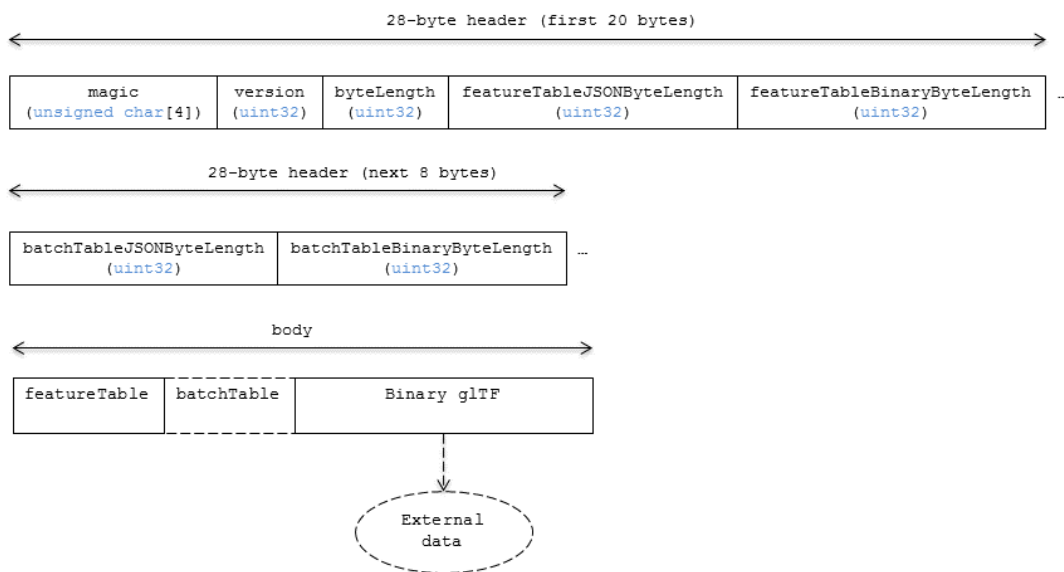 28-byte header (first 20 bytes)
magic version byteLength featureTableJSONByteLength featureTableBinaryByteLength
(unsigned char[4]) (uint32) (uint32) (uint32) (uint32) …
28-byte header (next 8 bytes)
batchTableJSONByteLength batchTableBinaryByteLength
(uint32) (uint32) …
body
featureTable batchTable Binary glTF
External
data